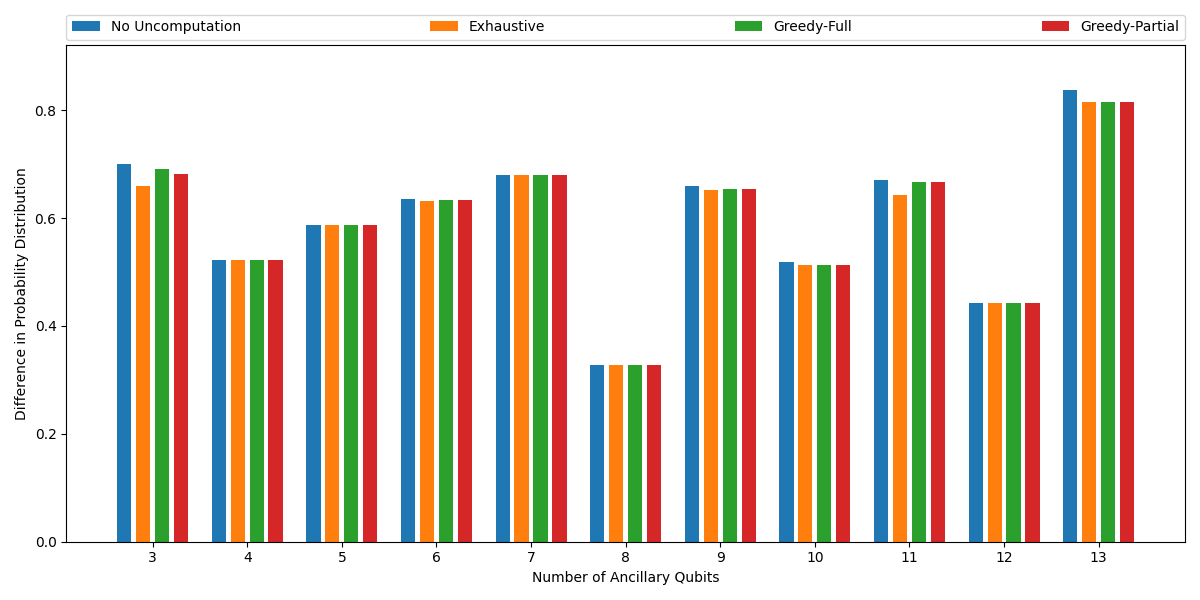 No Uncomputation Exhaustive Greedy-Full Greedy-Partial
Difference in Probability Distribution
0.8
0.6
0.4
0.2
0.0
3 4 5 6 7 8 9 10 11 12 13
Number of Ancillary Qubits